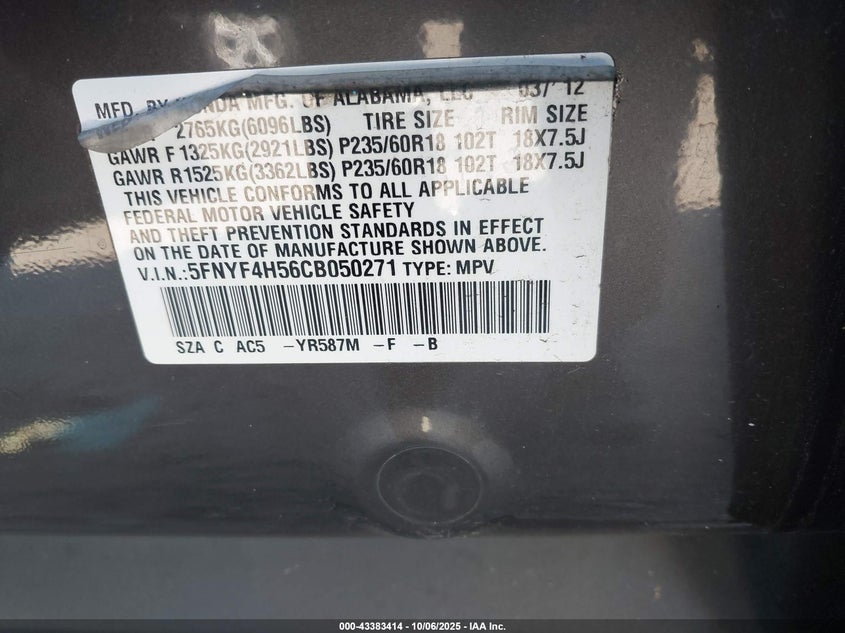 MFD. BY HONDA MFG. OF ALABAMA, LLC 03/12
2765KG(6096LBS) TIRE SIZE RIM SIZE
GAWR F 1325KG(2921LBS) P235/60R18 102T 18X7.5J
GAWR R1525KG(3362LBS) P235/60R18 102T 18X7.5J
THIS VEHICLE CONFORMS TO ALL APPLICABLE
FEDERAL MOTOR VEHICLE SAFETY
AND THEFT PREVENTION STANDARDS IN EFFECT
ON THE DATE OF MANUFACTURE SHOWN ABOVE.
V.I.N.:5FNYF4H56CB050271 TYPE: MPV
SZA C AC5 -YR587M -F -B
000-43383414 - 10/06/2025 - IAA Inc.